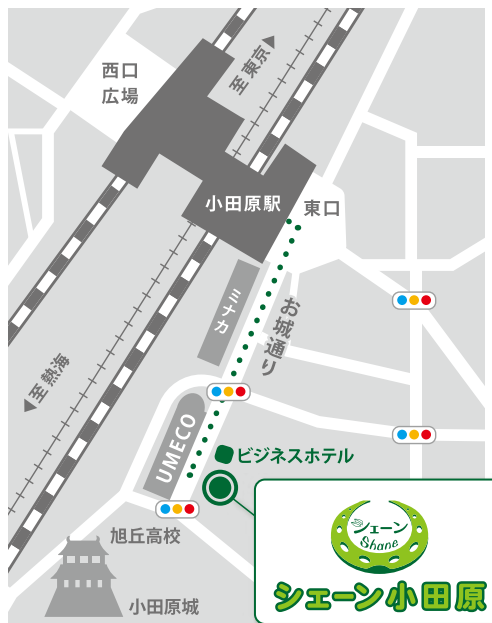 西口
広場
至東京
小田原駅
東口
ミナカ
お城通り
至熱海
UMECO
ビジネスホテル
旭丘高校
小田原城
シェーン
Shane
シェーン小田原